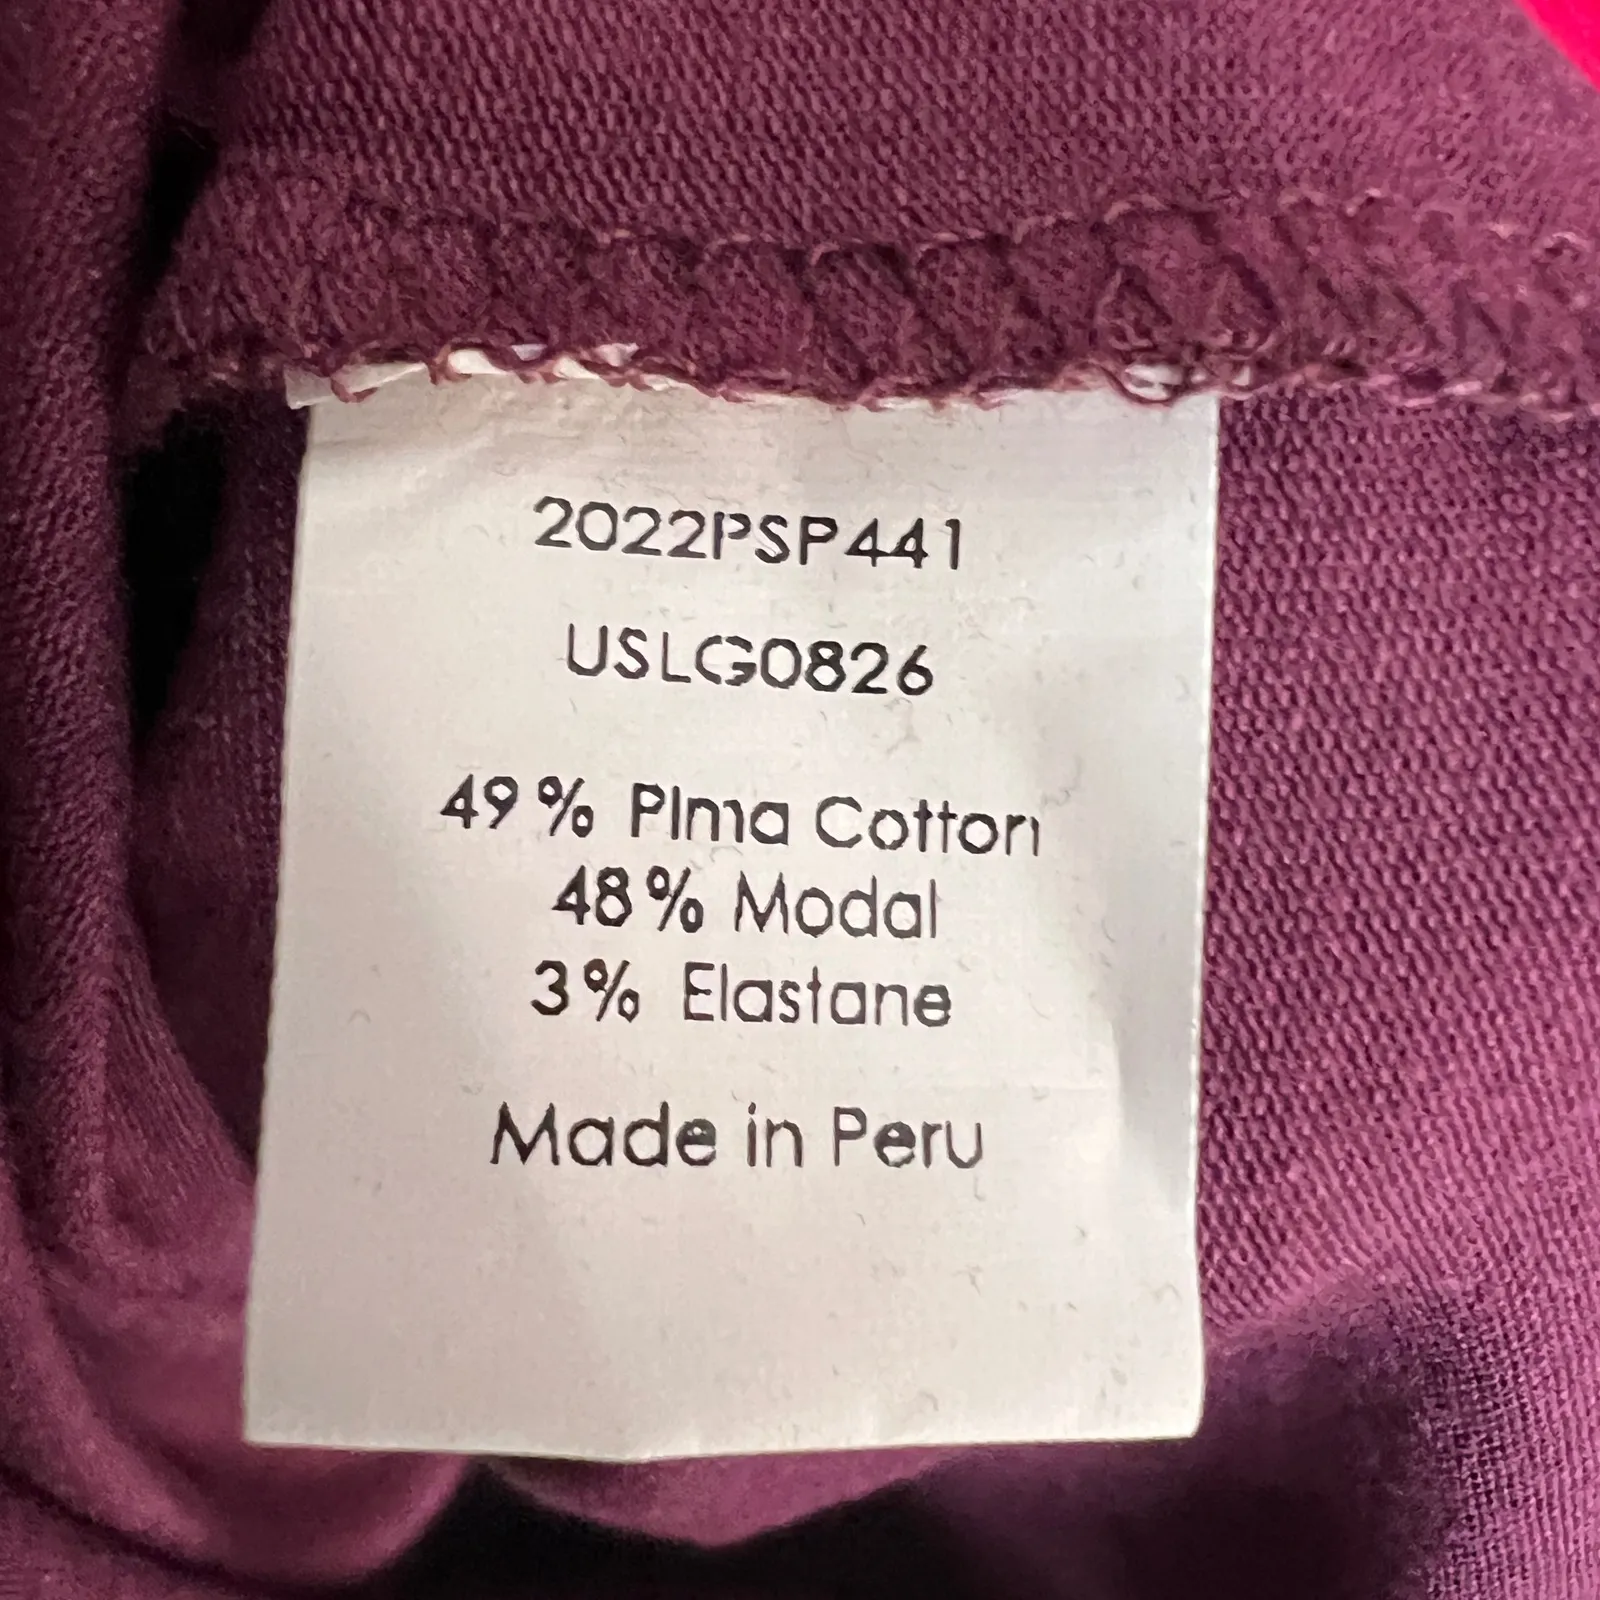 2022PSP441
USLG0826
49% Pima Cotton
48% Modal
3% Elastane
Made in Peru